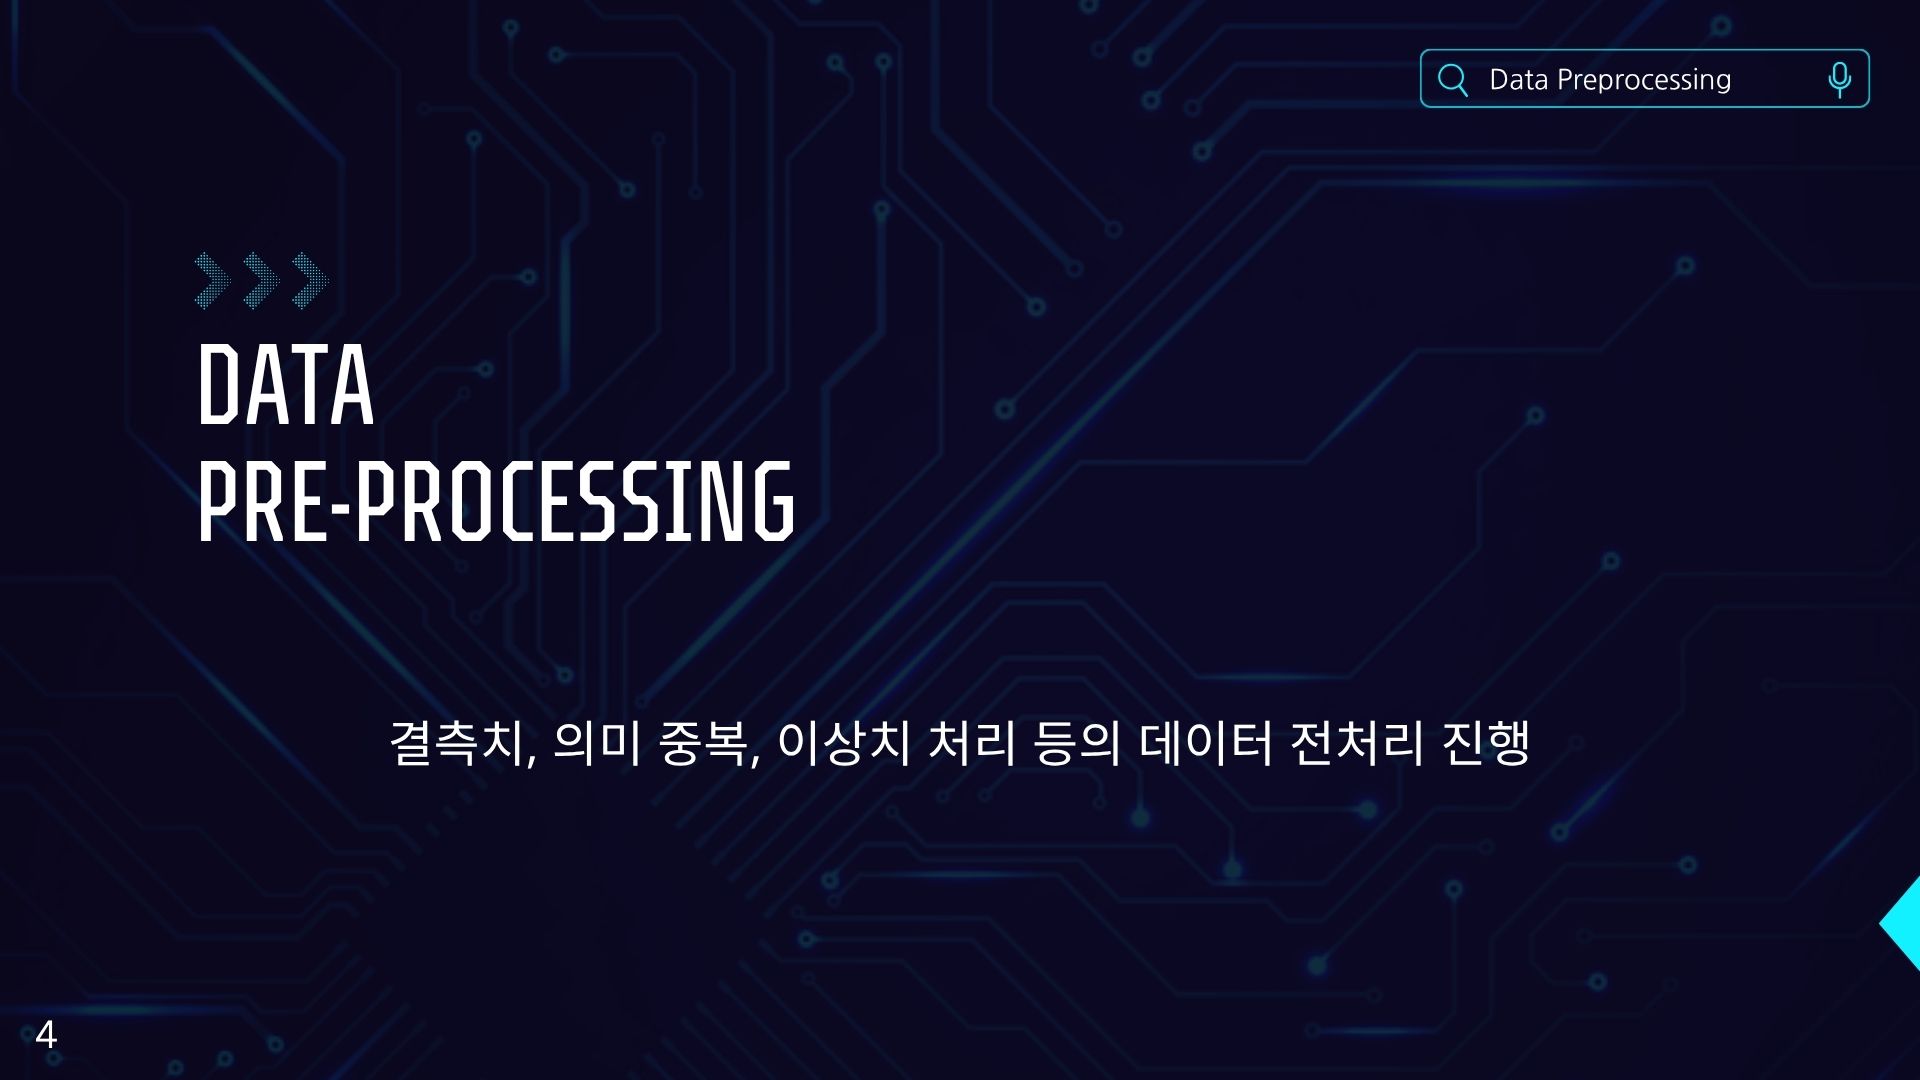 Data Preprocessing
DATA
PRE-PROCESSING
결측치, 의미 중복, 이상치 처리 등의 데이터 전처리 진행
4